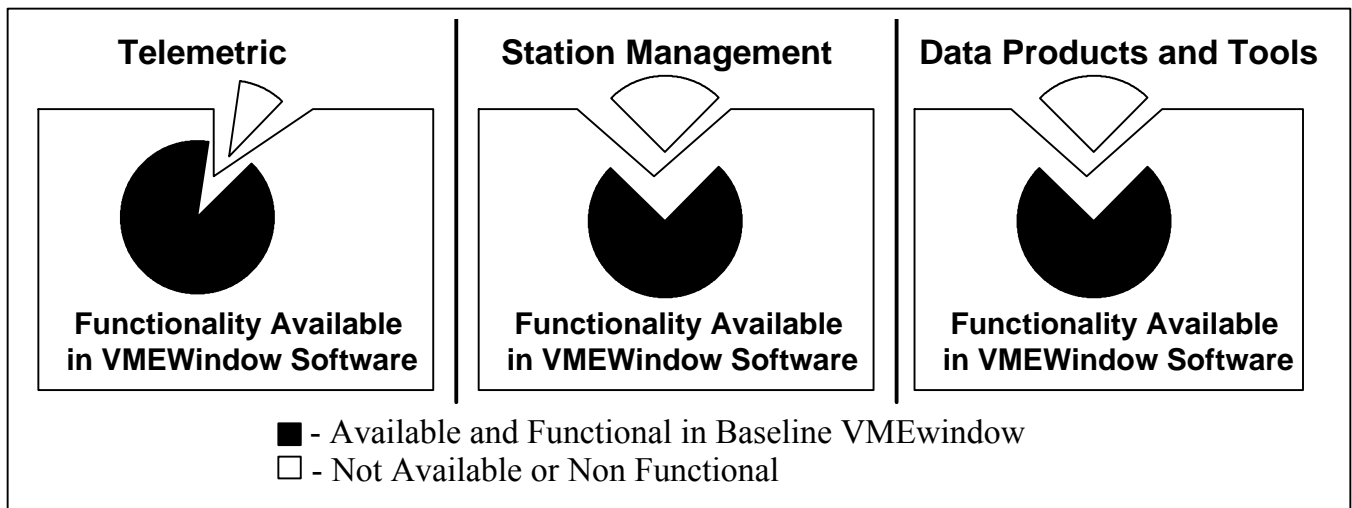 Telemetric
Functionality Available
in VMEWindow Software
Station Management
Functionality Available
in VMEWindow Software
Data Products and Tools
Functionality Available
in VMEWindow Software
- Available and Functional in Baseline VMEwindow
- Not Available or Non Functional